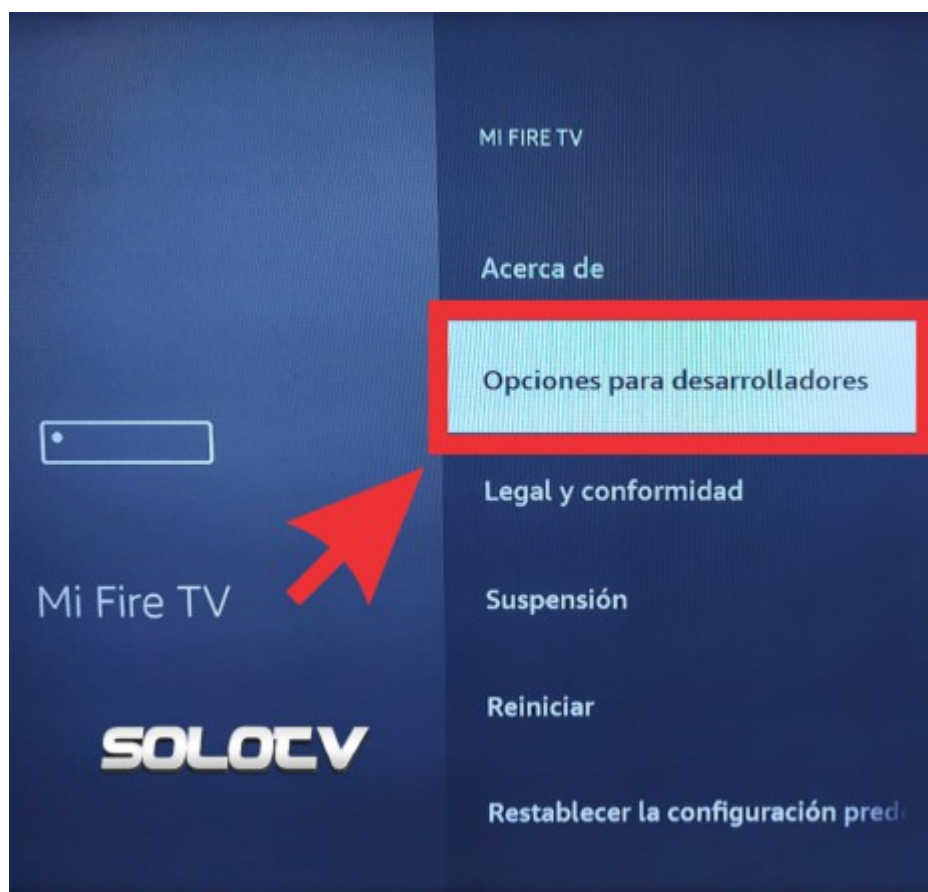 MI FIRE TV
Acerca de
Opciones para desarrolladores
Legal y conformidad
Mi Fire TV
Suspensión
Reiniciar
SOLOTV
Restablecer la configuración pred